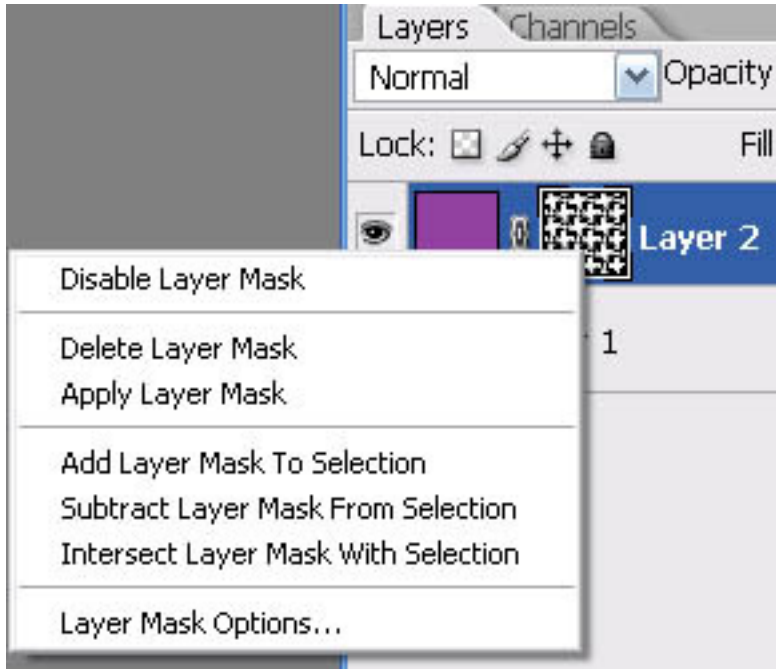 Layers Channels
Normal Opacity
Lock: Fill
Layer 2
1
Disable Layer Mask
Delete Layer Mask
Apply Layer Mask
Add Layer Mask To Selection
Subtract Layer Mask From Selection
Intersect Layer Mask With Selection
Layer Mask Options...